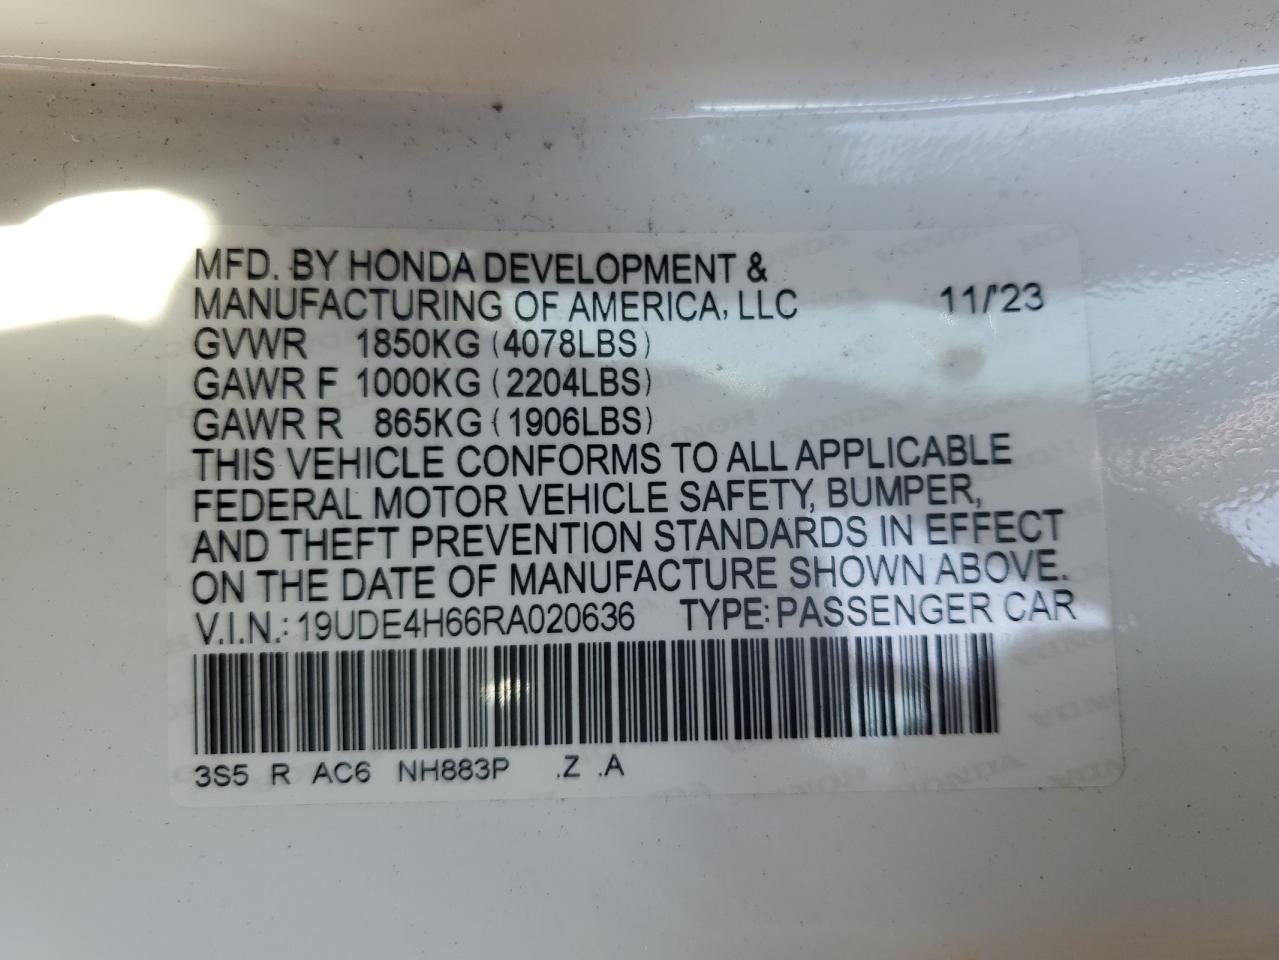 MFD. BY HONDA DEVELOPMENT &
MANUFACTURING OF AMERICA, LLC 11/'23
GVWR 1850KG (4078LBS)
GAWR F 1000KG (2204LBS)
GAWR R 865KG (1906LBS)
THIS VEHICLE CONFORMS TO ALL APPLICABLE
FEDERAL MOTOR VEHICLE SAFETY, BUMPER,
AND THEFT PREVENTION STANDARDS IN EFFECT
ON THE DATE OF MANUFACTURE SHOWN ABOVE.
V.I.N.: 19UDE4H66RA020636 TYPE: PASSENGER CAR
3S5 R AC6 NH883P .Z .A